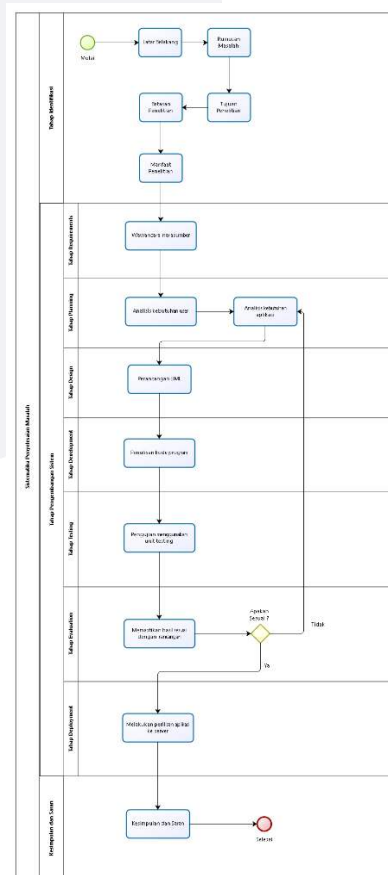 Sistematika Penyelesaian Masalah
Tahap Identifikasi
Mulai
Latar Belakang
Rumusan
Masalah
Tujuan
Penelitian
Batasan
Penelitian
Manfaat
Penelitian
Tahap Pengembangan Sistem
Tahap Requirements
Wawancara narasumber
Tahap Planning
Analisis kebutuhan user
Analisis kebutuhan
aplikasi
Tahap Design
Perancangan UML
Tahap Development
Penulisan kode program
Tahap Testing
Pengujian menggunakan
unit testing
Tahap Evaluation
Memastikan hasil sesuai
dengan rancangan
Apakah
Sesuai ?
Tidak
Ya
Tahap Deployment
Melakukan perilisan aplikasi
ke server
Kesimpulan dan Saran
Kesimpulan dan Saran
Selesai